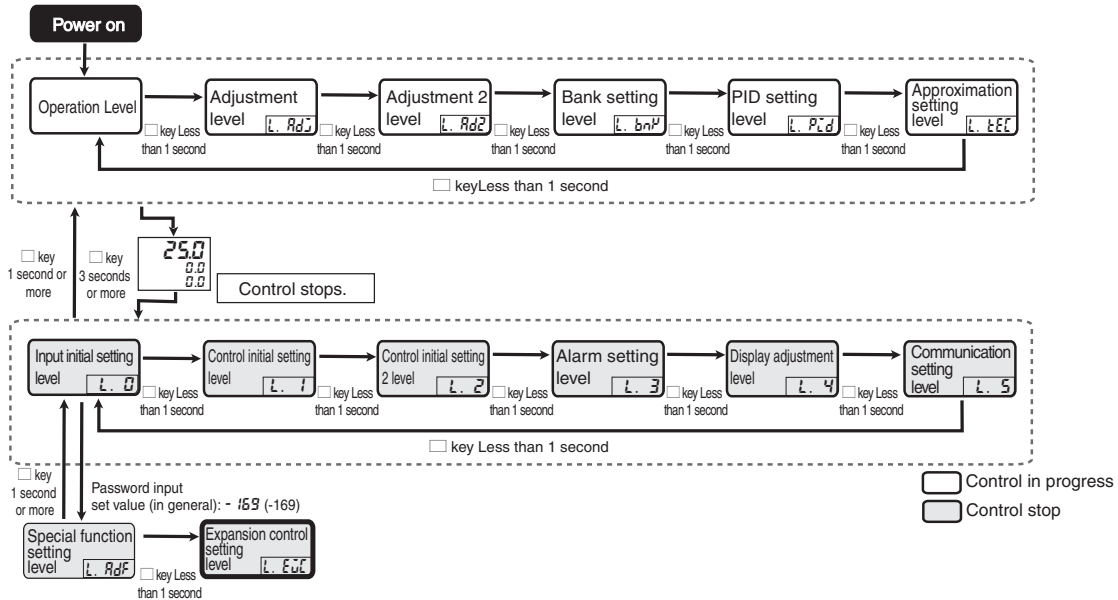 Power on
Operation Level
Adjustment
level
L. AdJ
Adjustment 2
level
L. Ad2
Bank setting
level
L. bnK
PID setting
level
L. PID
Approximation
setting
level
L. tEC
□ key Less
than 1 second
□ key Less
than 1 second
□ key Less
than 1 second
□ key Less
than 1 second
□ key Less
than 1 second
□ keyLess than 1 second
□ key
1 second or
more
□ key
3 seconds
or more
25.0
0.0
0.0
Control stops.
Input initial setting
level
L. 0
Control initial setting
level
L. 1
Control initial setting
2 level
L. 2
Alarm setting
level
L. 3
Display adjustment
level
L. 4
Communication
setting
level
L. 5
□ key Less
than 1 second
□ key Less
than 1 second
□ key Less
than 1 second
□ key Less
than 1 second
□ key Less
than 1 second
□ key Less than 1 second
□ key
1 second
or more
Password input
set value (in general): - 169 (-169)
Control in progress
Control stop
Special function
setting
level
L. AdF
□ key Less
than 1 second
Expansion control
setting
level
L. EUC